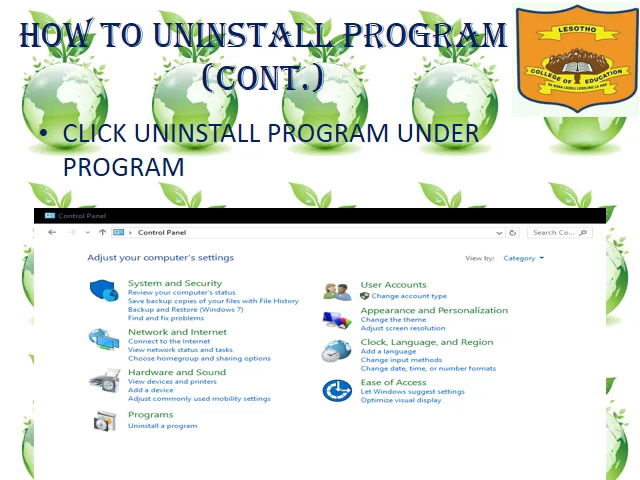 HOW TO UNINSTALL PROGRAM
(CONT.)
LESOTHO
COLLEGE OF EDUCATION
• CLICK UNINSTALL PROGRAM UNDER
PROGRAM
Control Panel
Control Panel
Search Co...
Adjust your computer's settings
View by: Category
System and Security
Review your computer's status
Save backup copies of your files with File History
Backup and Restore (Windows 7)
Find and fix problems
Network and Internet
Connect to the Internet
View network status and tasks
Choose homegroup and sharing options
Hardware and Sound
View devices and printers
Add a device
Adjust commonly used mobility settings
Programs
Uninstall a program
User Accounts
Change account type
Appearance and Personalization
Change the theme
Adjust screen resolution
Clock, Language, and Region
Add a language
Change input methods
Change date, time, or number formats
Ease of Access
Let Windows suggest settings
Optimize visual display